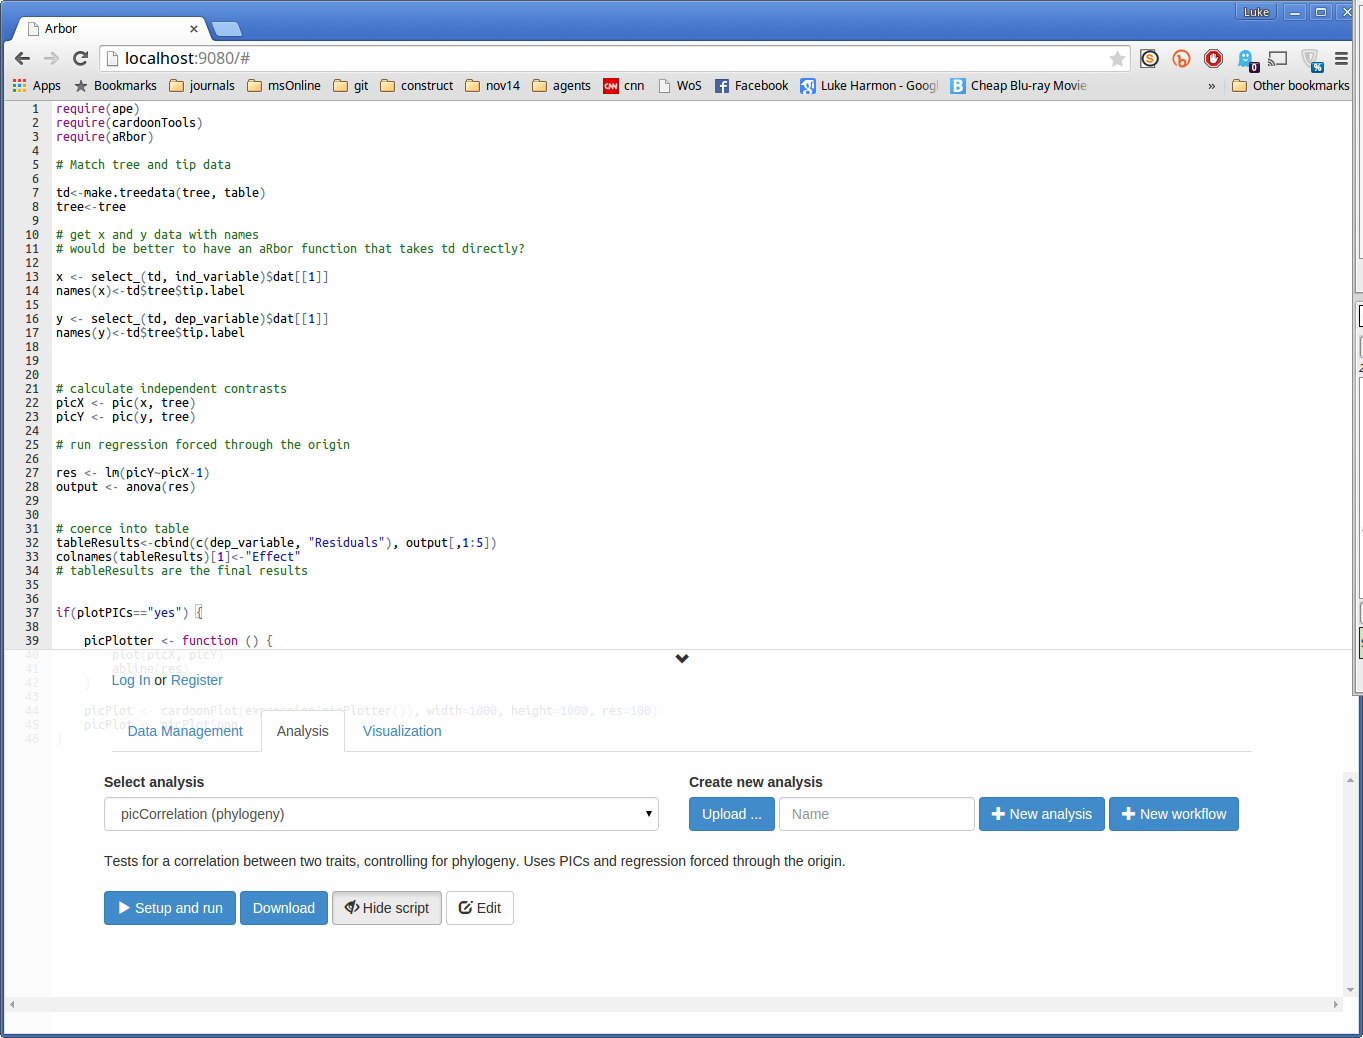 Luke
Arbor
localhost:9080/#
0
%
Apps Bookmarks journals msOnline git construct nov14 agents CNN cnn WoS Facebook Luke Harmon - Googl Cheap Blu-ray Movie » Other bookmarks
1 require(ape)
2 require(cardoonTools)
3 require(aRbor)
4
5 # Match tree and tip data
6
7 td<-make.treedata(tree, table)
8 tree<-tree
9
10 # get x and y data with names
11 # would be better to have an aRbor function that takes td directly?
12
13 x <- select_(td, ind_variable)$dat[[1]]
14 names(x)<-td$tree$tip.label
15
16 y <- select_(td, dep_variable)$dat[[1]]
17 names(y)<-td$tree$tip.label
18
19
20
21 # calculate independent contrasts
22 picX <- pic(x, tree)
23 picY <- pic(y, tree)
24
25 # run regression forced through the origin
26
27 res <- lm(picY~picX-1)
28 output <- anova(res)
29
30
31 # coerce into table
32 tableResults<-cbind(c(dep_variable, "Residuals"), output[,1:5])
33 colnames(tableResults)[1]<-"Effect"
34 # tableResults are the final results
35
36
37 if(plotPICs=="yes") {
38
39 picPlotter <- function () {
40 plot(picX, picY)
41 abline(res)
42 }
43
44 picPlot <- cardoonPlot(expression(picPlotter()), width=1000, height=1000, res=100)
45 picPlot
46 }
Log In or Register
Data Management Analysis Visualization
Select analysis
picCorrelation (phylogeny)
Create new analysis
Upload ... Name New analysis New workflow
Tests for a correlation between two traits, controlling for phylogeny. Uses PICs and regression forced through the origin.
Setup and run Download Hide script Edit